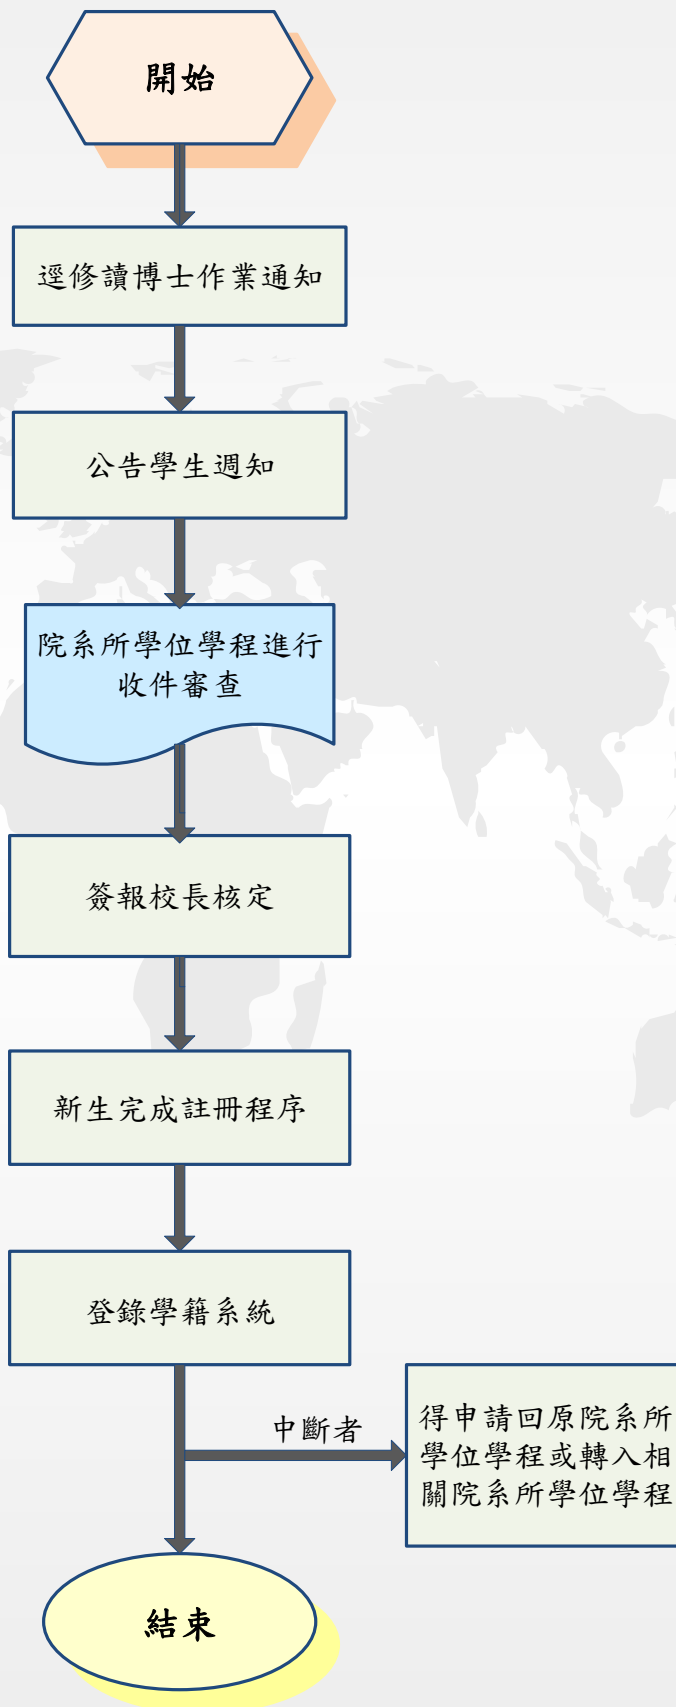 開始
逕修讀博士作業通知
公告學生週知
院系所學位學程進行
收件審查
簽報校長核定
新生完成註冊程序
登錄學籍系統
中斷者
得申請回原院系所
學位學程或轉入相
關院系所學位學程
結束